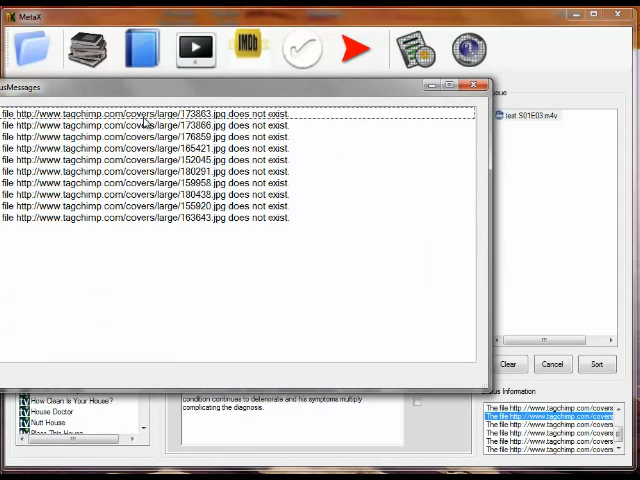 MetaX
IMDb
usMessages
file http://www.tagchimp.com/covers/large/173863.jpg does not exist.
file http://www.tagchimp.com/covers/large/173866.jpg does not exist.
file http://www.tagchimp.com/covers/large/176859.jpg does not exist.
file http://www.tagchimp.com/covers/large/165421.jpg does not exist.
file http://www.tagchimp.com/covers/large/152045.jpg does not exist.
file http://www.tagchimp.com/covers/large/180291.jpg does not exist.
file http://www.tagchimp.com/covers/large/159958.jpg does not exist.
file http://www.tagchimp.com/covers/large/180438.jpg does not exist.
file http://www.tagchimp.com/covers/large/155920.jpg does not exist.
file http://www.tagchimp.com/covers/large/163643.jpg does not exist.
ueue
test S01E03.m4v
Clear
Cancel
Sort
tus Information
The file http://www.tagchimp.com/covers
The file http://www.tagchimp.com/covers
The file http://www.tagchimp.com/covers
The file http://www.tagchimp.com/covers
The file http://www.tagchimp.com/covers
The file http://www.tagchimp.com/covers
How Clean Is Your House?
House Doctor
Nutt House
condition continues to deteriorate and his symptoms multiply
complicating the diagnosis.